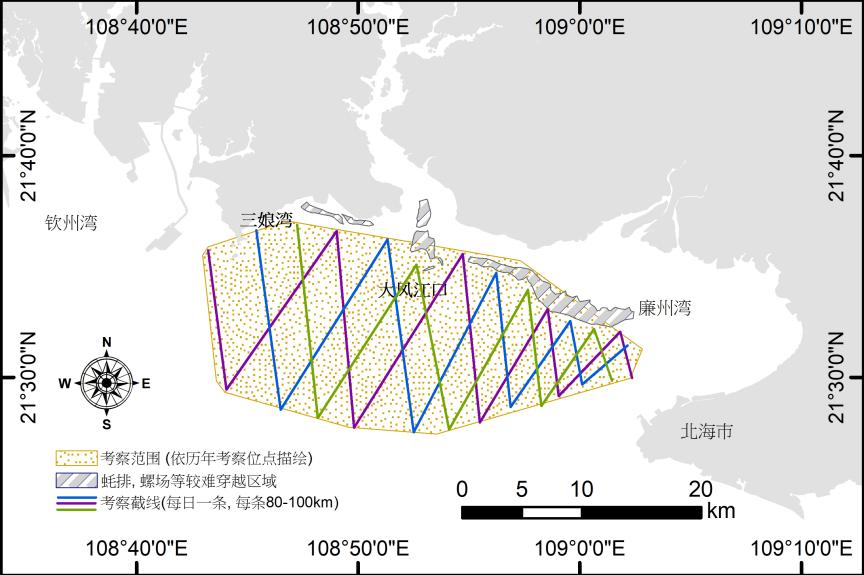 108°40'0"E 108°50'0"E 109°0'0"E 109°10'0"E
21°40'0"N 21°40'0"N
钦州湾
三娘湾
大风江口
廉州湾
21°30'0"N 21°30'0"N
N
W E
S
北海市
考察范围 (依历年考察位点描绘)
蚝排, 螺场等较难穿越区域
考察截线(每日一条, 每条80-100km)
0 5 10 20
km
108°40'0"E 108°50'0"E 109°0'0"E 109°10'0"E